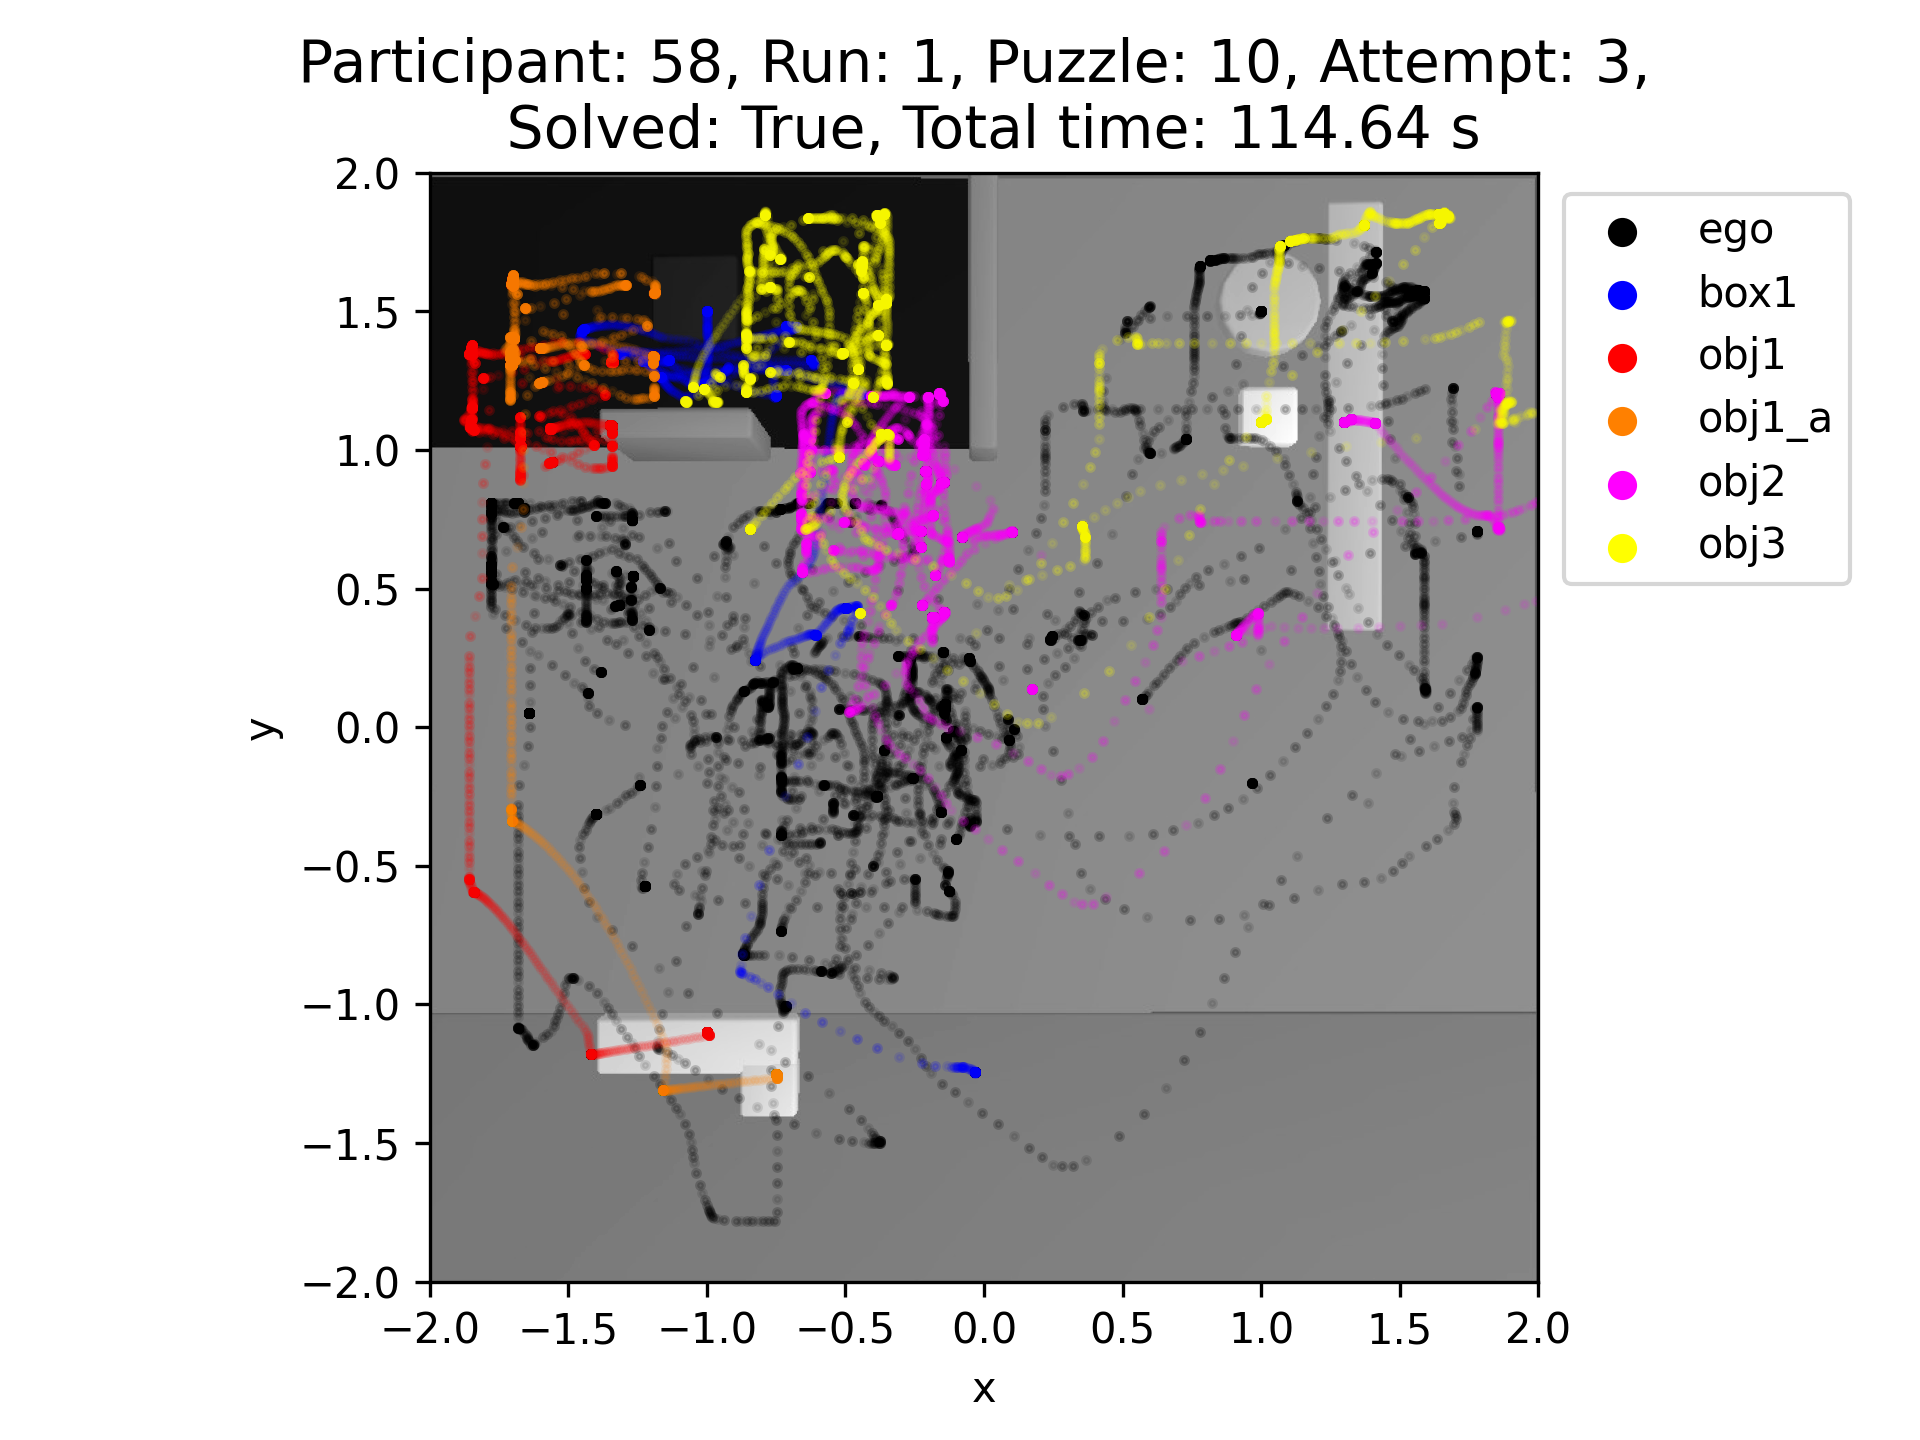 Participant: 58, Run: 1, Puzzle: 10, Attempt: 3,
Solved: True, Total time: 114.64 s
2.0
1.5
1.0
0.5
0.0
−0.5
−1.0
−1.5
−2.0
y
−2.0 −1.5 −1.0 −0.5 0.0 0.5 1.0 1.5 2.0
x
ego
box1
obj1
obj1_a
obj2
obj3